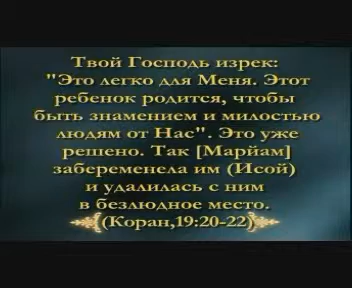 Твой Господь изрек:
"Это легко для Меня. Этот
ребенок родится, чтобы
быть знамением и милостью
людям от Нас". Это уже
решено. Так [Марйам]
забеременела им (Исой)
и удалилась с ним
в безлюдное место.
(Коран,19:20-22)